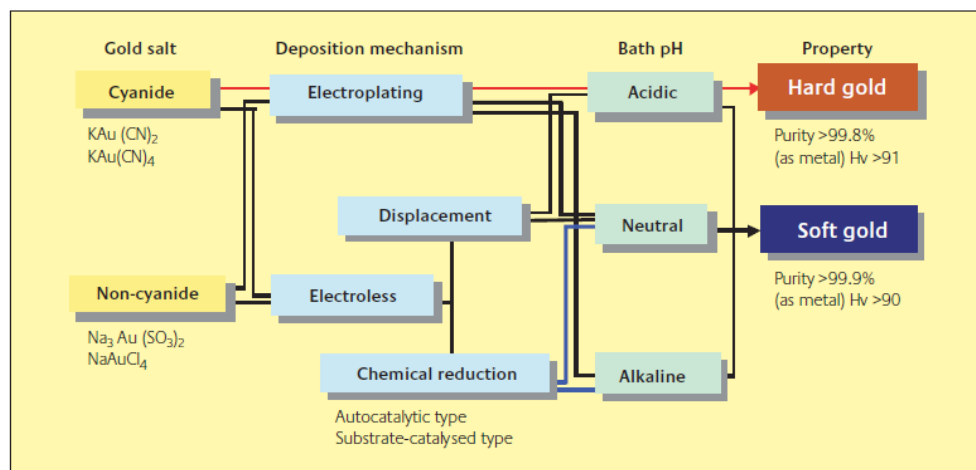 Gold salt
Deposition mechanism
Bath pH
Property
Cyanide
Electroplating
Acidic
Hard gold
KAu (CN)₂
KAu(CN)₄
Purity >99.8%
(as metal) Hv >91
Displacement
Neutral
Soft gold
Non-cyanide
Electroless
Purity >99.9%
(as metal) Hv >90
Na₃ Au (SO₃)₂
NaAuCl₄
Chemical reduction
Alkaline
Autocatalytic type
Substrate-catalysed type